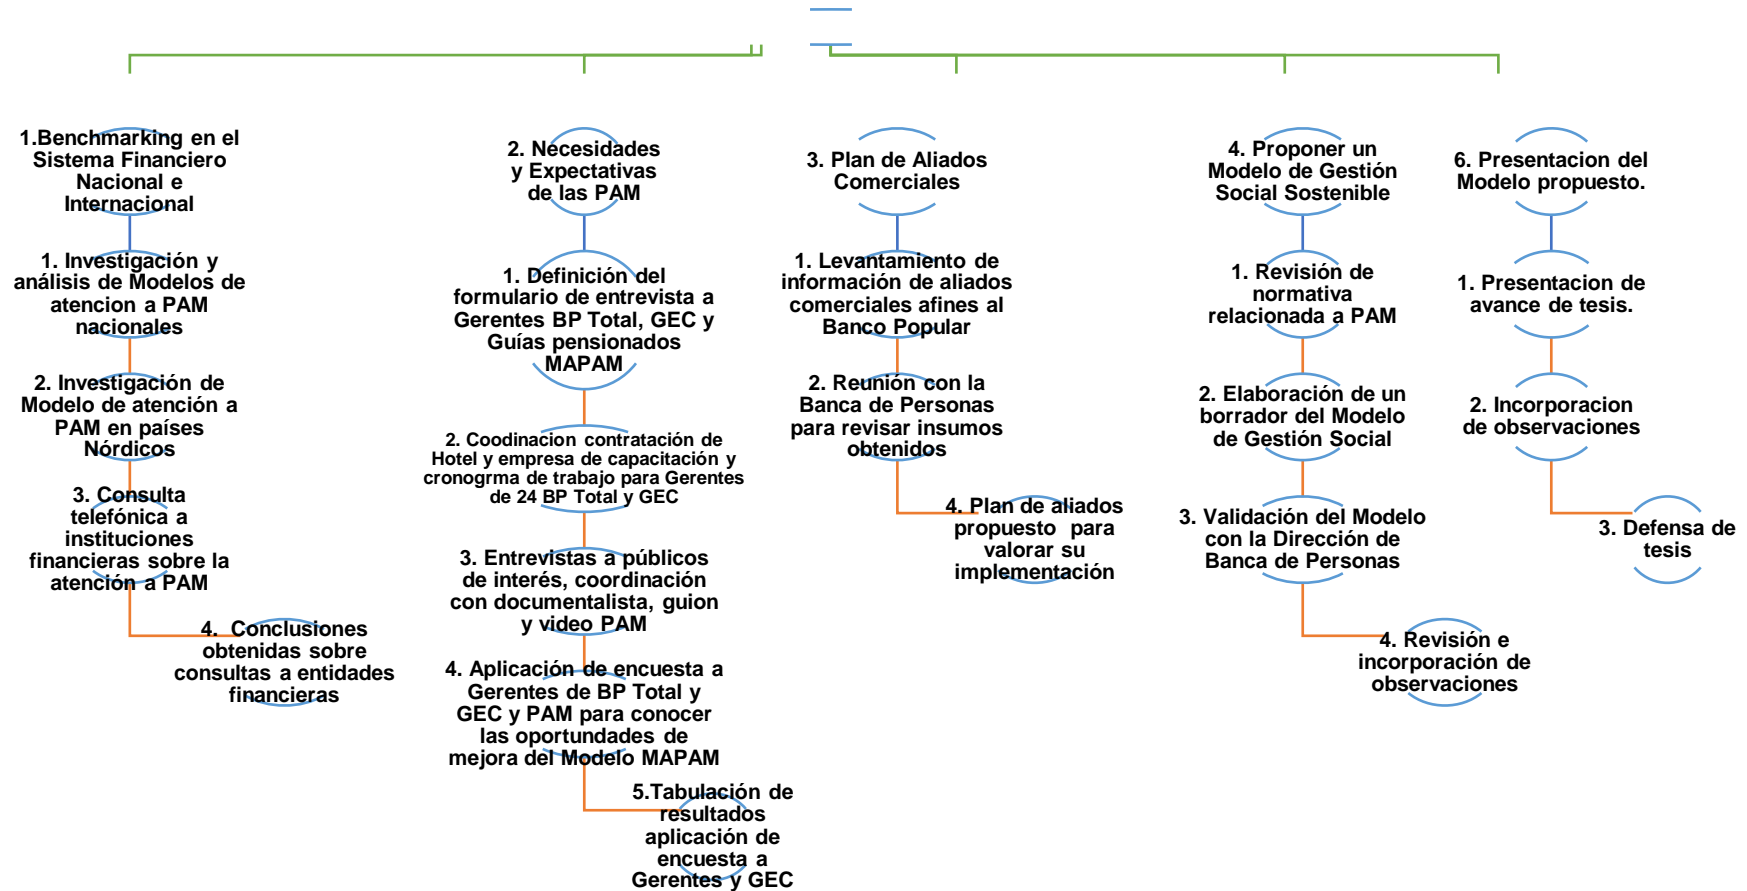 1.Benchmarking en el
Sistema Financiero
Nacional e
Internacional
1. Investigación y
análisis de Modelos de
atencion a PAM
nacionales
2. Investigación de
Modelo de atención a
PAM en países
Nórdicos
3. Consulta
telefónica a
instituciones
financieras sobre la
atención a PAM
4. Conclusiones
obtenidas sobre
consultas a entidades
financieras
2. Necesidades
y Expectativas
de las PAM
1. Definición del
formulario de entrevista a
Gerentes BP Total, GEC y
Guías pensionados
MAPAM
2. Coodinacion contratación de
Hotel y empresa de capacitación y
cronogrma de trabajo para Gerentes
de 24 BP Total y GEC
3. Entrevistas a públicos
de interés, coordinación
con documentalista, guion
y video PAM
4. Aplicación de encuesta a
Gerentes de BP Total y
GEC y PAM para conocer
las oportundades de
mejora del Modelo MAPAM
5.Tabulación de
resultados
aplicación de
encuesta a
Gerentes y GEC
3. Plan de Aliados
Comerciales
1. Levantamiento de
información de aliados
comerciales afines al
Banco Popular
2. Reunión con la
Banca de Personas
para revisar insumos
obtenidos
4. Plan de aliados
propuesto para
valorar su
implementación
4. Proponer un
Modelo de Gestión
Social Sostenible
1. Revisión de
normativa
relacionada a PAM
2. Elaboración de un
borrador del Modelo
de Gestión Social
3. Validación del Modelo
con la Dirección de
Banca de Personas
4. Revisión e
incorporación de
observaciones
6. Presentacion del
Modelo propuesto.
1. Presentacion de
avance de tesis.
2. Incorporacion
de observaciones
3. Defensa de
tesis